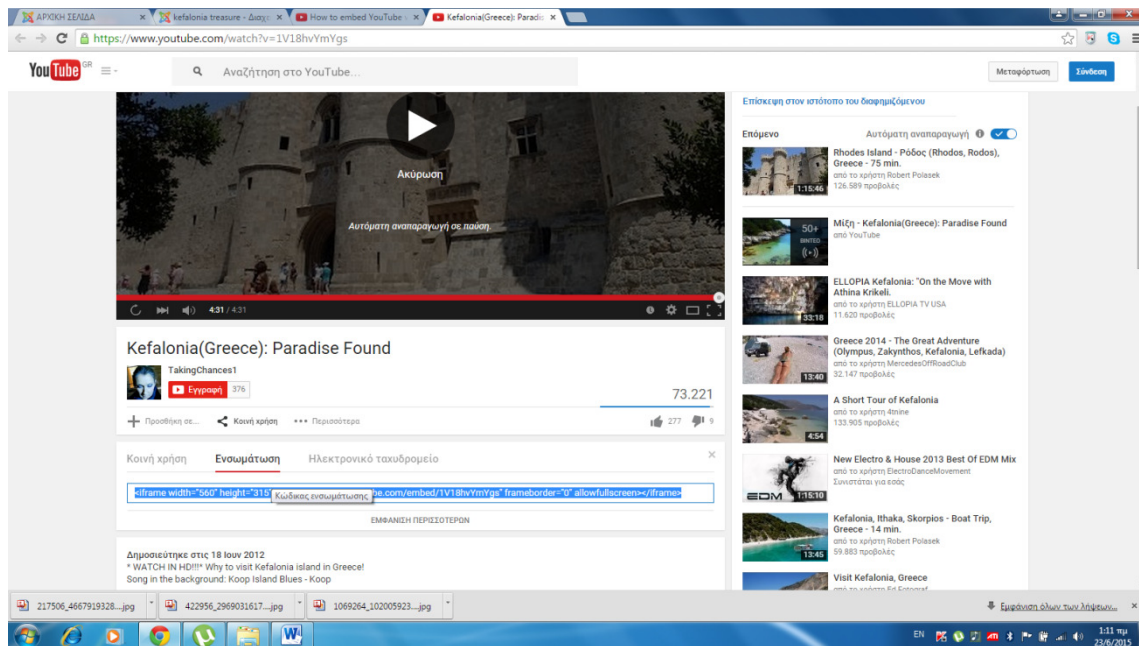 ΑΡΧΙΚΗ ΣΕΛΙΔΑ
kefalonia treasure - Διαχ
How to embed YouTube
Kefalonia(Greece): Paradi
https://www.youtube.com/watch?v=1V18hvYmYgs
YouTube GR
Αναζήτηση στο YouTube...
Μεταφόρτωση
Σύνδεση
Ακύρωση
Αυτόματη αναπαραγωγή σε παύση.
4:31 / 4:31
Kefalonia(Greece): Paradise Found
TakingChances1
Εγγραφή 376
73.221
Προσθήκη σε... Κοινή χρήση Περισσότερα
277 9
Κοινή χρήση Ενσωμάτωση Ηλεκτρονικό ταχυδρομείο
<iframe width="560" height="315" be.com/embed/1V18hvYmYgs" frameborder="0" allowfullscreen></iframe>
Κώδικας ενσωμάτωσης
ΕΜΦΑΝΙΣΗ ΠΕΡΙΣΣΟΤΕΡΩΝ
Δημοσιεύτηκε στις 18 Ιουν 2012
* WATCH IN HD!!!* Why to visit Kefalonia island in Greece!
Song in the background: Koop Island Blues - Koop
Επίσκεψη στον ιστότοπο του διαφημιζόμενου
Επόμενο
Αυτόματη αναπαραγωγή
Rhodes Island - Ρόδος (Rhodos, Rodos),
Greece - 75 min.
από το χρήστη Robert Polasek
126.589 προβολές
1:15:46
Μίξη - Kefalonia(Greece): Paradise Found
από YouTube
50+
ΒΙΝΤΕΟ
ELLOPIA Kefalonia: "On the Move with
Athina Krikeli.
από το χρήστη ELLOPIA TV USA
11.620 προβολές
33:18
Greece 2014 - The Great Adventure
(Olympus, Zakynthos, Kefalonia, Lefkada)
από το χρήστη MercedesOffRoadClub
32.147 προβολές
13:40
A Short Tour of Kefalonia
από το χρήστη 4tnine
133.905 προβολές
4:54
New Electro & House 2013 Best Of EDM Mix
από το χρήστη ElectroDanceMovement
Συνιστάται για εσάς
EDM
1:15:10
Kefalonia, Ithaka, Skorpios - Boat Trip,
Greece - 14 min.
από το χρήστη Robert Polasek
59.883 προβολές
13:45
Visit Kefalonia, Greece
217506_4667919328....jpg
422956_2969031617....jpg
1069264_102005923....jpg
Εμφάνιση όλων των λήψεων...
EN
1:11 πμ
23/6/2015